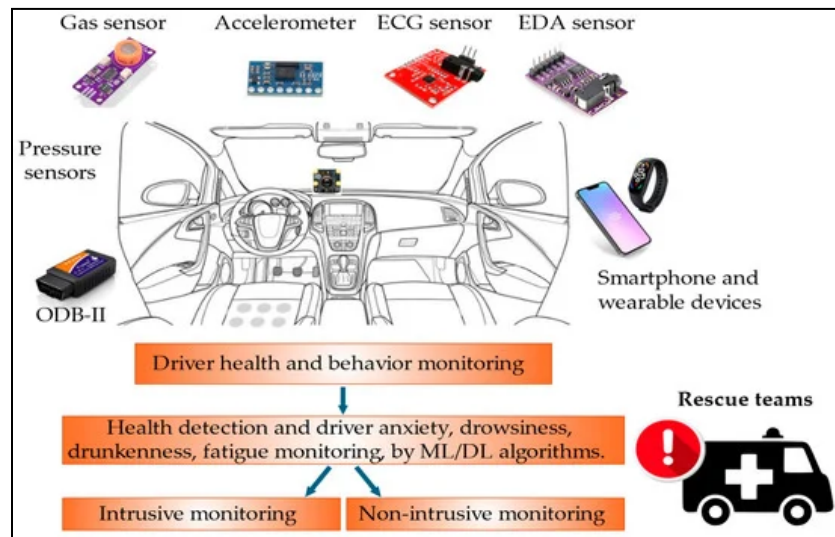 Gas sensor
Accelerometer
ECG sensor
EDA sensor
Pressure
sensors
ODB-II
Smartphone and
wearable devices
Driver health and behavior monitoring
Health detection and driver anxiety, drowsiness,
drunkenness, fatigue monitoring, by ML/DL algorithms.
Intrusive monitoring
Non-intrusive monitoring
Rescue teams